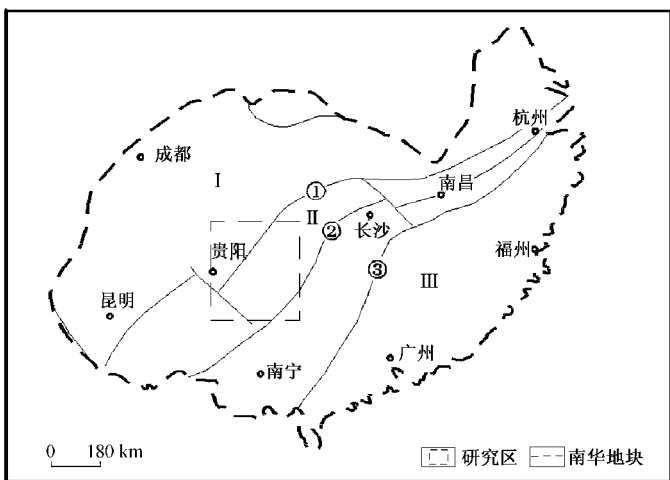 杭州
成都
Ⅰ
①
南昌
Ⅱ
②
长沙
贵阳
③
福州
Ⅲ
昆明
广州
南宁
0 180 km
研究区 南华地块